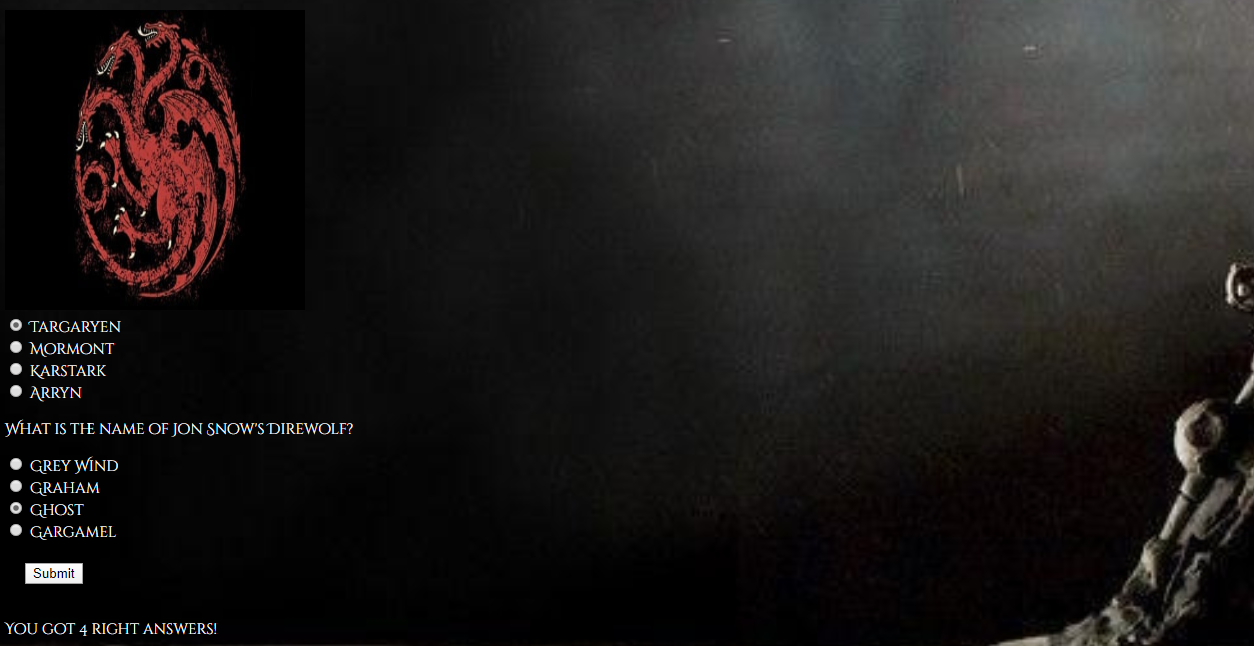 Targaryen
Mormont
Karstark
Arryn
What is the name of Jon Snow's Direwolf?
Grey Wind
Graham
Ghost
Gargamel
Submit
You got 4 right answers!